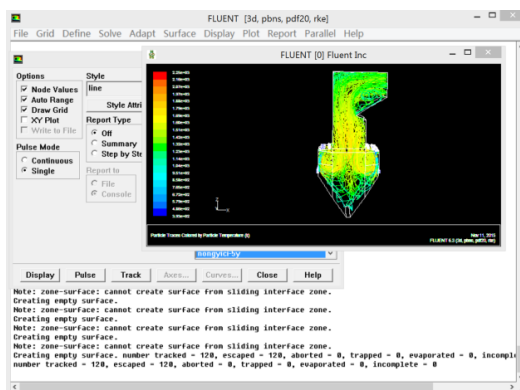 FLUENT [3d, pbns, pdf20, rke]
File Grid Define Solve Adapt Surface Display Plot Report Parallel Help
FLUENT [0] Fluent Inc
Options
Node Values
Auto Range
Draw Grid
XY Plot
Write to File
Pulse Mode
Continuous
Single
Style
line
Style Attri
Report Type
Off
Summary
Step by Ste
Report to
File
Console
Z
X
Particle Traces Colored by Particle Temperature (k)
Nov 11, 2015
FLUENT 6.3 (3d, pbns, pdf20, rke)
Display Pulse Track Axes... Curves... Close Help
Note: zone-surface: cannot create surface from sliding interface zone.
Creating empty surface.
Note: zone-surface: cannot create surface from sliding interface zone.
Creating empty surface.
Note: zone-surface: cannot create surface from sliding interface zone.
Creating empty surface.
Note: zone-surface: cannot create surface from sliding interface zone.
Creating empty surface. number tracked = 120, escaped = 120, aborted = 0, trapped = 0, evaporated = 0, incompl
number tracked = 120, escaped = 120, aborted = 0, trapped = 0, evaporated = 0, incomplete = 0